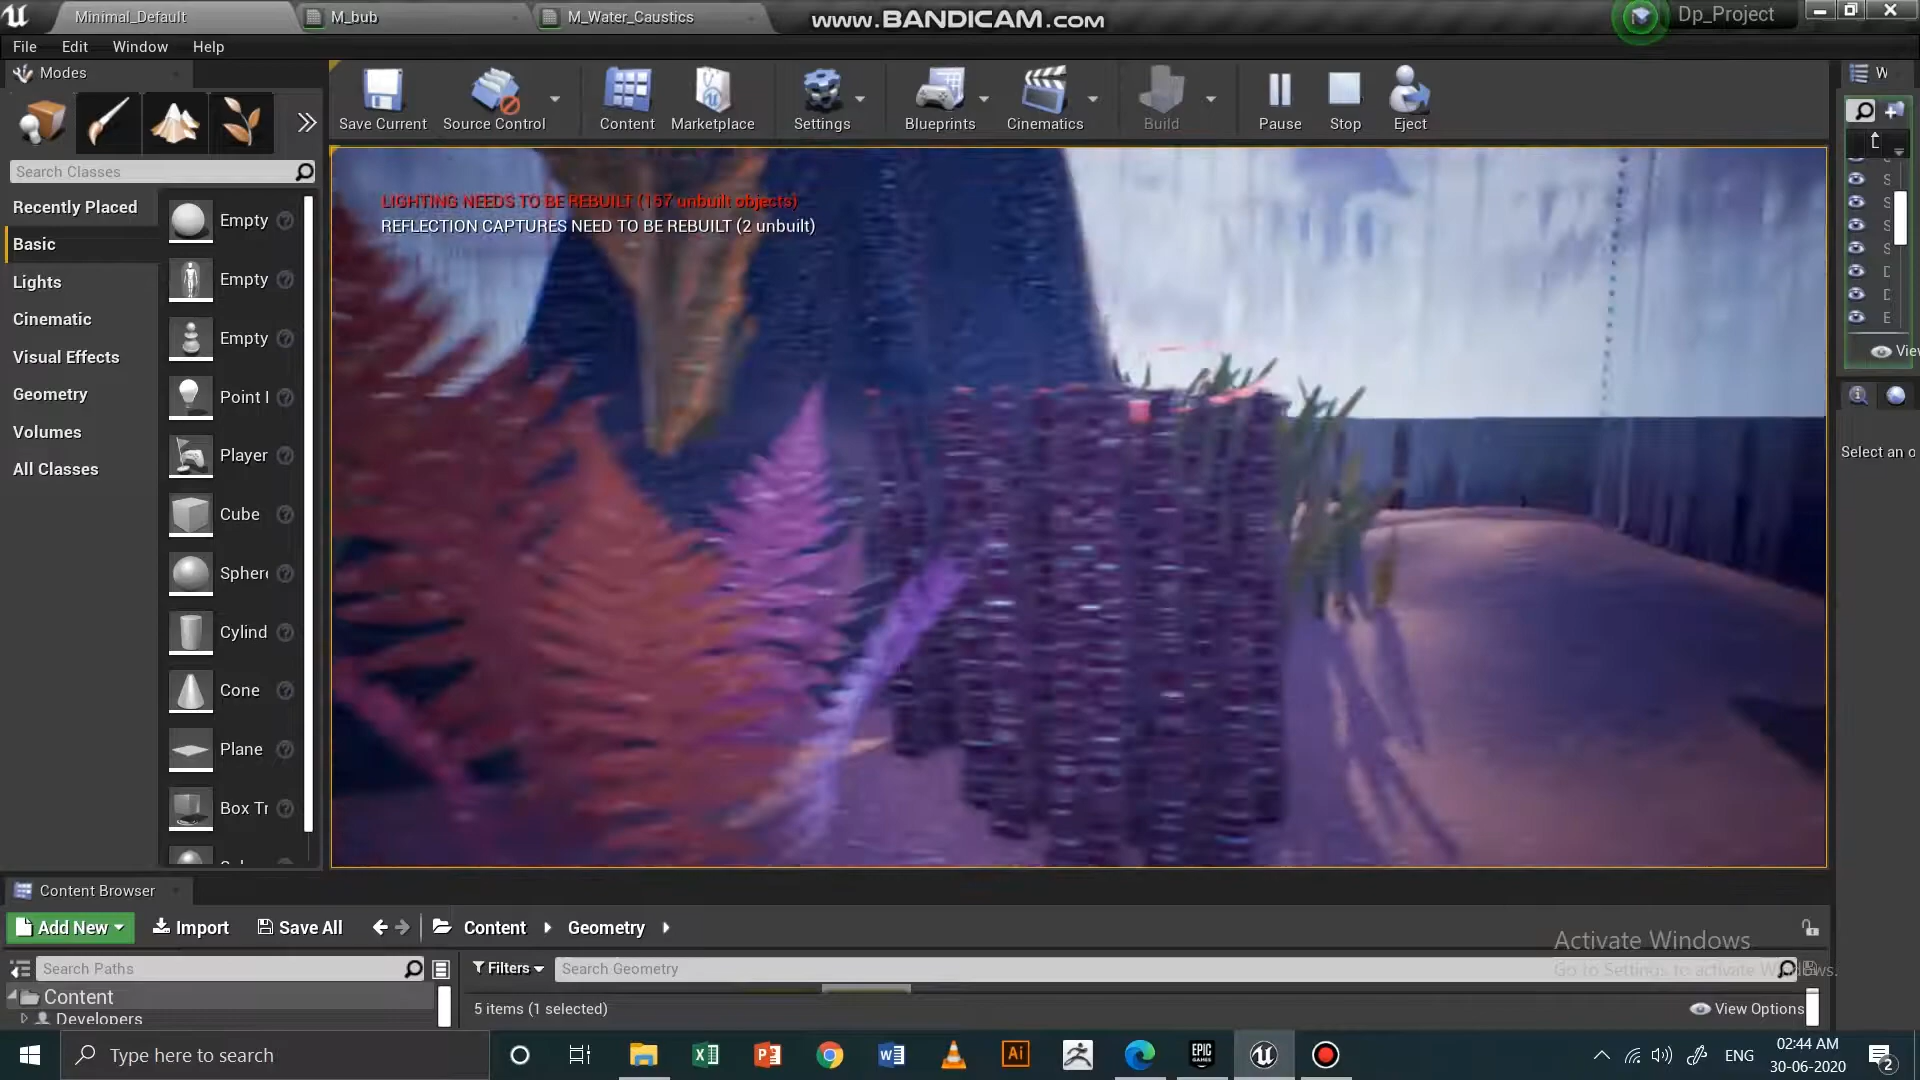 Minimal_Default
M_bub
M_Water_Caustics
www.BANDICAM.com
Dp_Project
File
Edit
Window
Help
Modes
Save Current
Source Control
Content
Marketplace
Settings
Blueprints
Cinematics
Build
Pause
Stop
Eject
Search Classes
Recently Placed
Basic
Lights
Cinematic
Visual Effects
Geometry
Volumes
All Classes
Empty
Empty
Empty
Point
Player
Cube
Sphere
Cylind
Cone
Plane
Box Tr
LIGHTING NEEDS TO BE REBUILT (157 unbuilt objects)
REFLECTION CAPTURES NEED TO BE REBUILT (2 unbuilt)
W
L
S
S
S
S
D
D
E
Vie
Select an o
Content Browser
Add New
Import
Save All
Content
Geometry
Search Paths
Filters
Search Geometry
Content
Developers
5 items (1 selected)
View Options
Activate Windows
Go to Settings to activate Windows.
Type here to search
Ai
EPIC GAMES
ENG
02:44 AM
30-06-2020
2